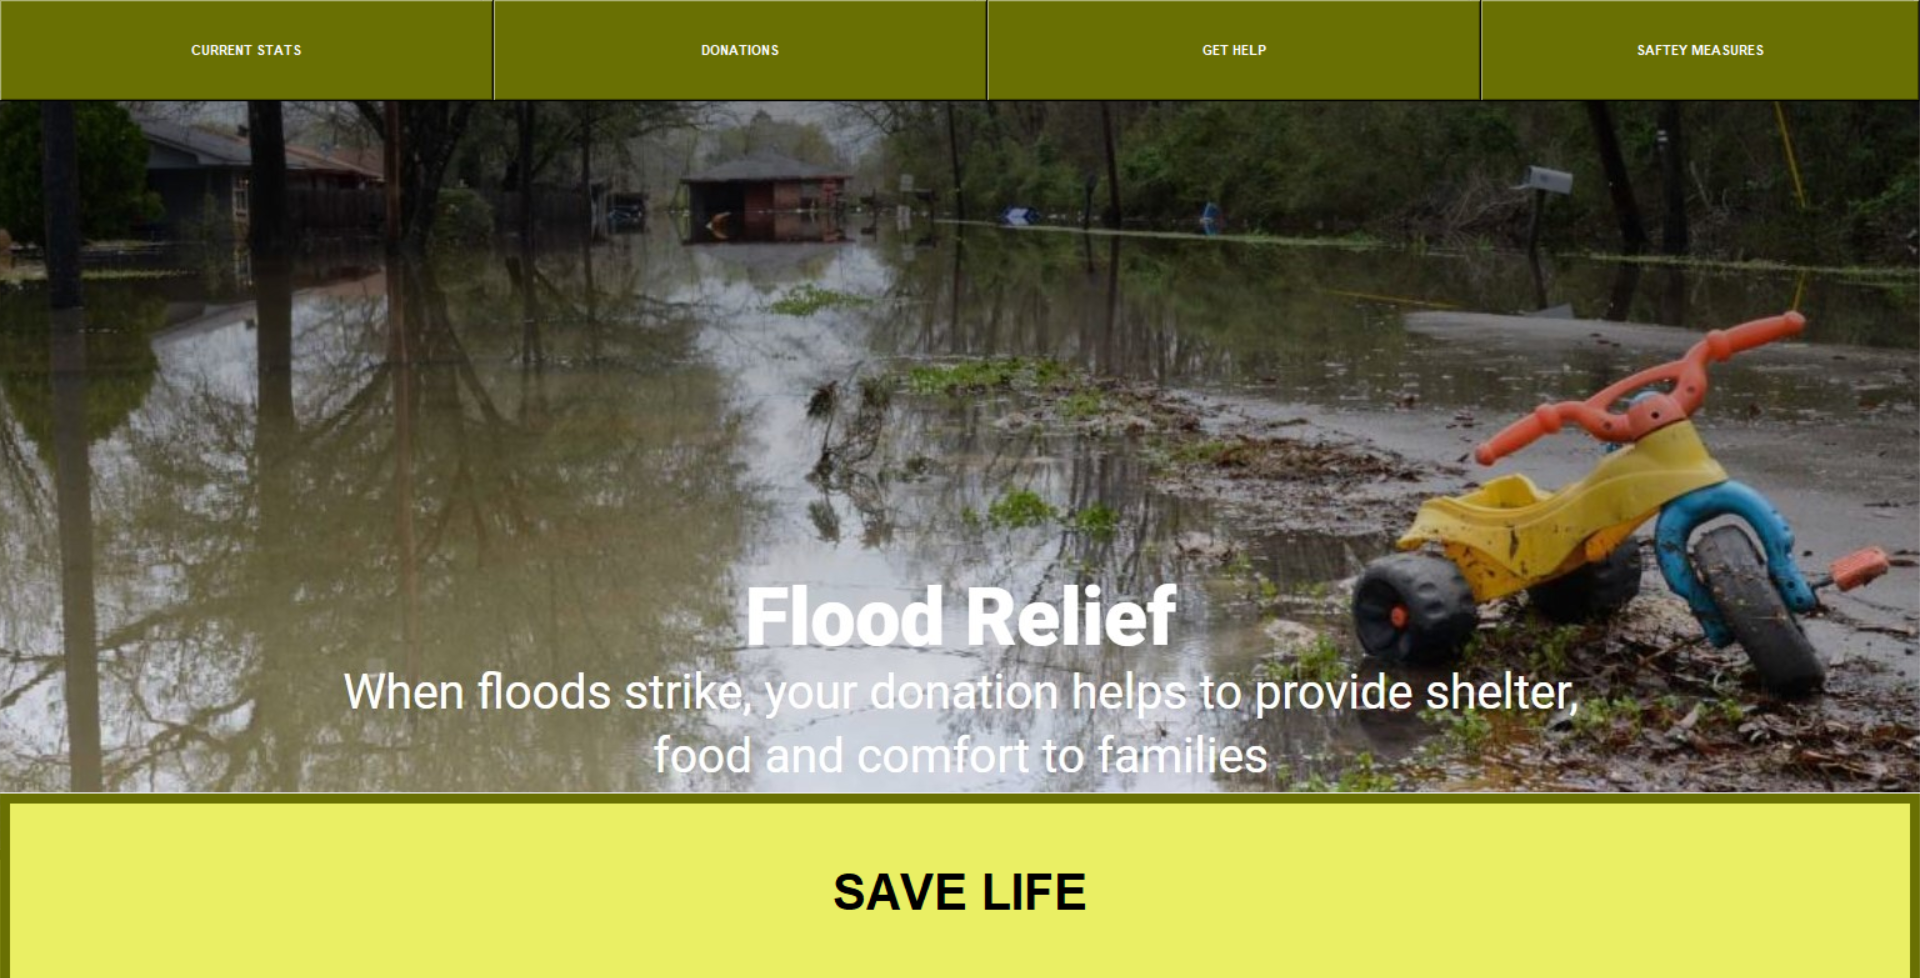 CURRENT STATS
DONATIONS
GET HELP
SAFTEY MEASURES
Flood Relief
When floods strike, your donation helps to provide shelter,
food and comfort to families
SAVE LIFE